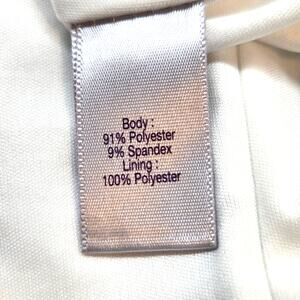 Body :
91% Polyester
9% Spandex
Lining :
100% Polyester